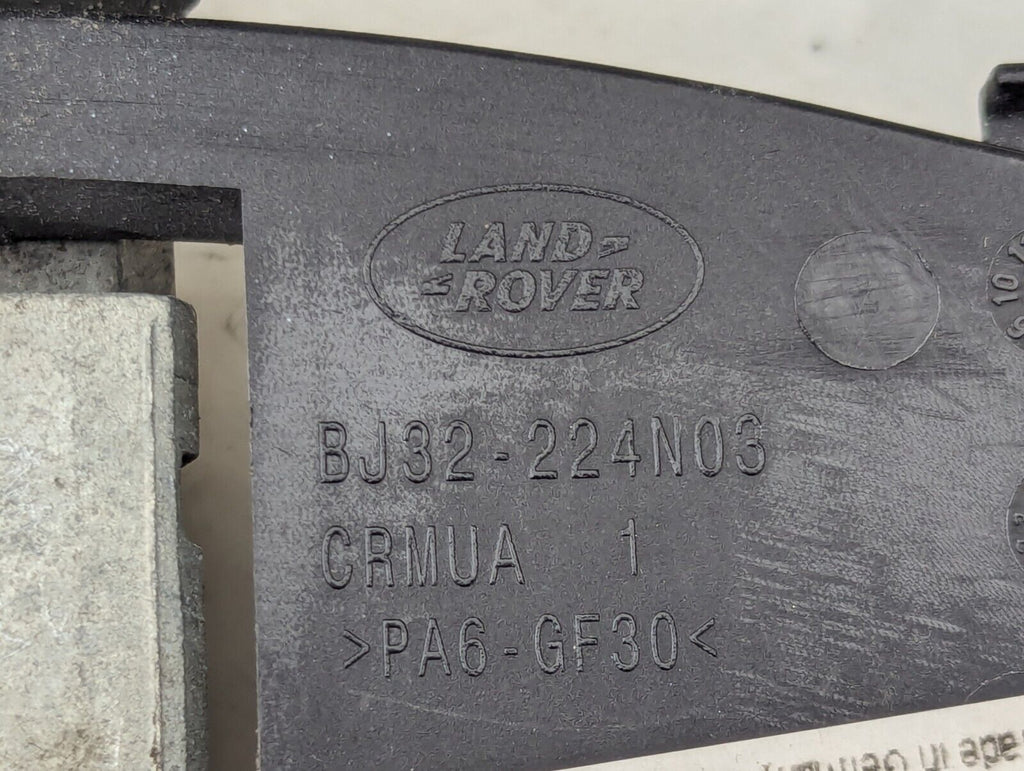 LAND
ROVER
BJ32-224N03
CRMUA 1
>PA6-GF30<